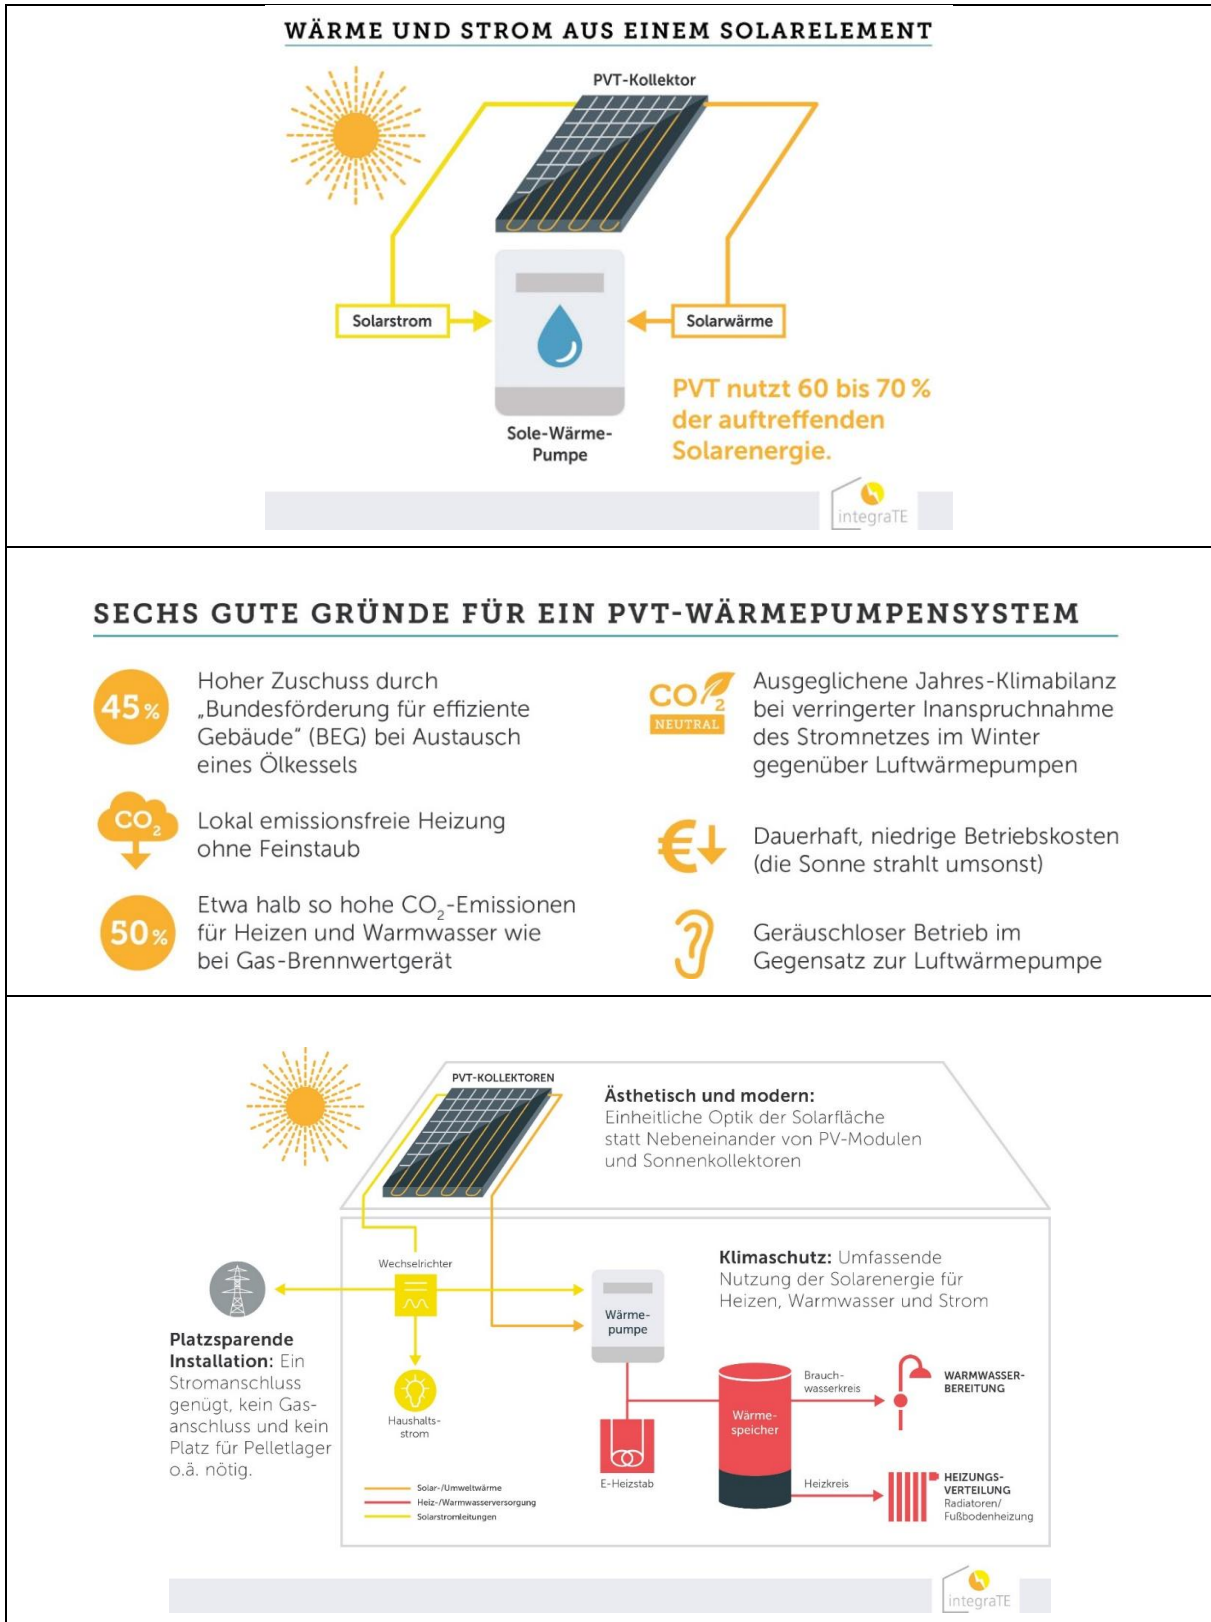 WÄRME UND STROM AUS EINEM SOLARELEMENT
PVT-Kollektor
Solarstrom
Solarwärme
Sole-Wärme-
Pumpe
PVT nutzt 60 bis 70 %
der auftreffenden
Solarenergie.
integraTE
SECHS GUTE GRÜNDE FÜR EIN PVT-WÄRMEPUMPENSYSTEM
45 %
Hoher Zuschuss durch
„Bundesförderung für effiziente
Gebäude“ (BEG) bei Austausch
eines Ölkessels
CO₂
Lokal emissionsfreie Heizung
ohne Feinstaub
50 %
Etwa halb so hohe CO₂-Emissionen
für Heizen und Warmwasser wie
bei Gas-Brennwertgerät
CO₂
NEUTRAL
Ausgeglichene Jahres-Klimabilanz
bei verringerter Inanspruchnahme
des Stromnetzes im Winter
gegenüber Luftwärmepumpen
€
Dauerhaft, niedrige Betriebskosten
(die Sonne strahlt umsonst)
Geräuschloser Betrieb im
Gegensatz zur Luftwärmepumpe
PVT-KOLLEKTOREN
Ästhetisch und modern:
Einheitliche Optik der Solarfläche
statt Nebeneinander von PV-Modulen
und Sonnenkollektoren
Wechselrichter
Klimaschutz: Umfassende
Nutzung der Solarenergie für
Heizen, Warmwasser und Strom
Wärme-
pumpe
Platzsparende
Installation: Ein
Stromanschluss
genügt, kein Gas-
anschluss und kein
Platz für Pelletlager
o.ä. nötig.
Haushalts-
strom
E-Heizstab
Wärme-
speicher
Brauch-
wasserkreis
WARMWASSER-
BEREITUNG
Heizkreis
HEIZUNGS-
VERTEILUNG
Radiatoren/
Fußbodenheizung
Solar-/Umweltwärme
Heiz-/Warmwasserversorgung
Solarstromleitungen
integraTE